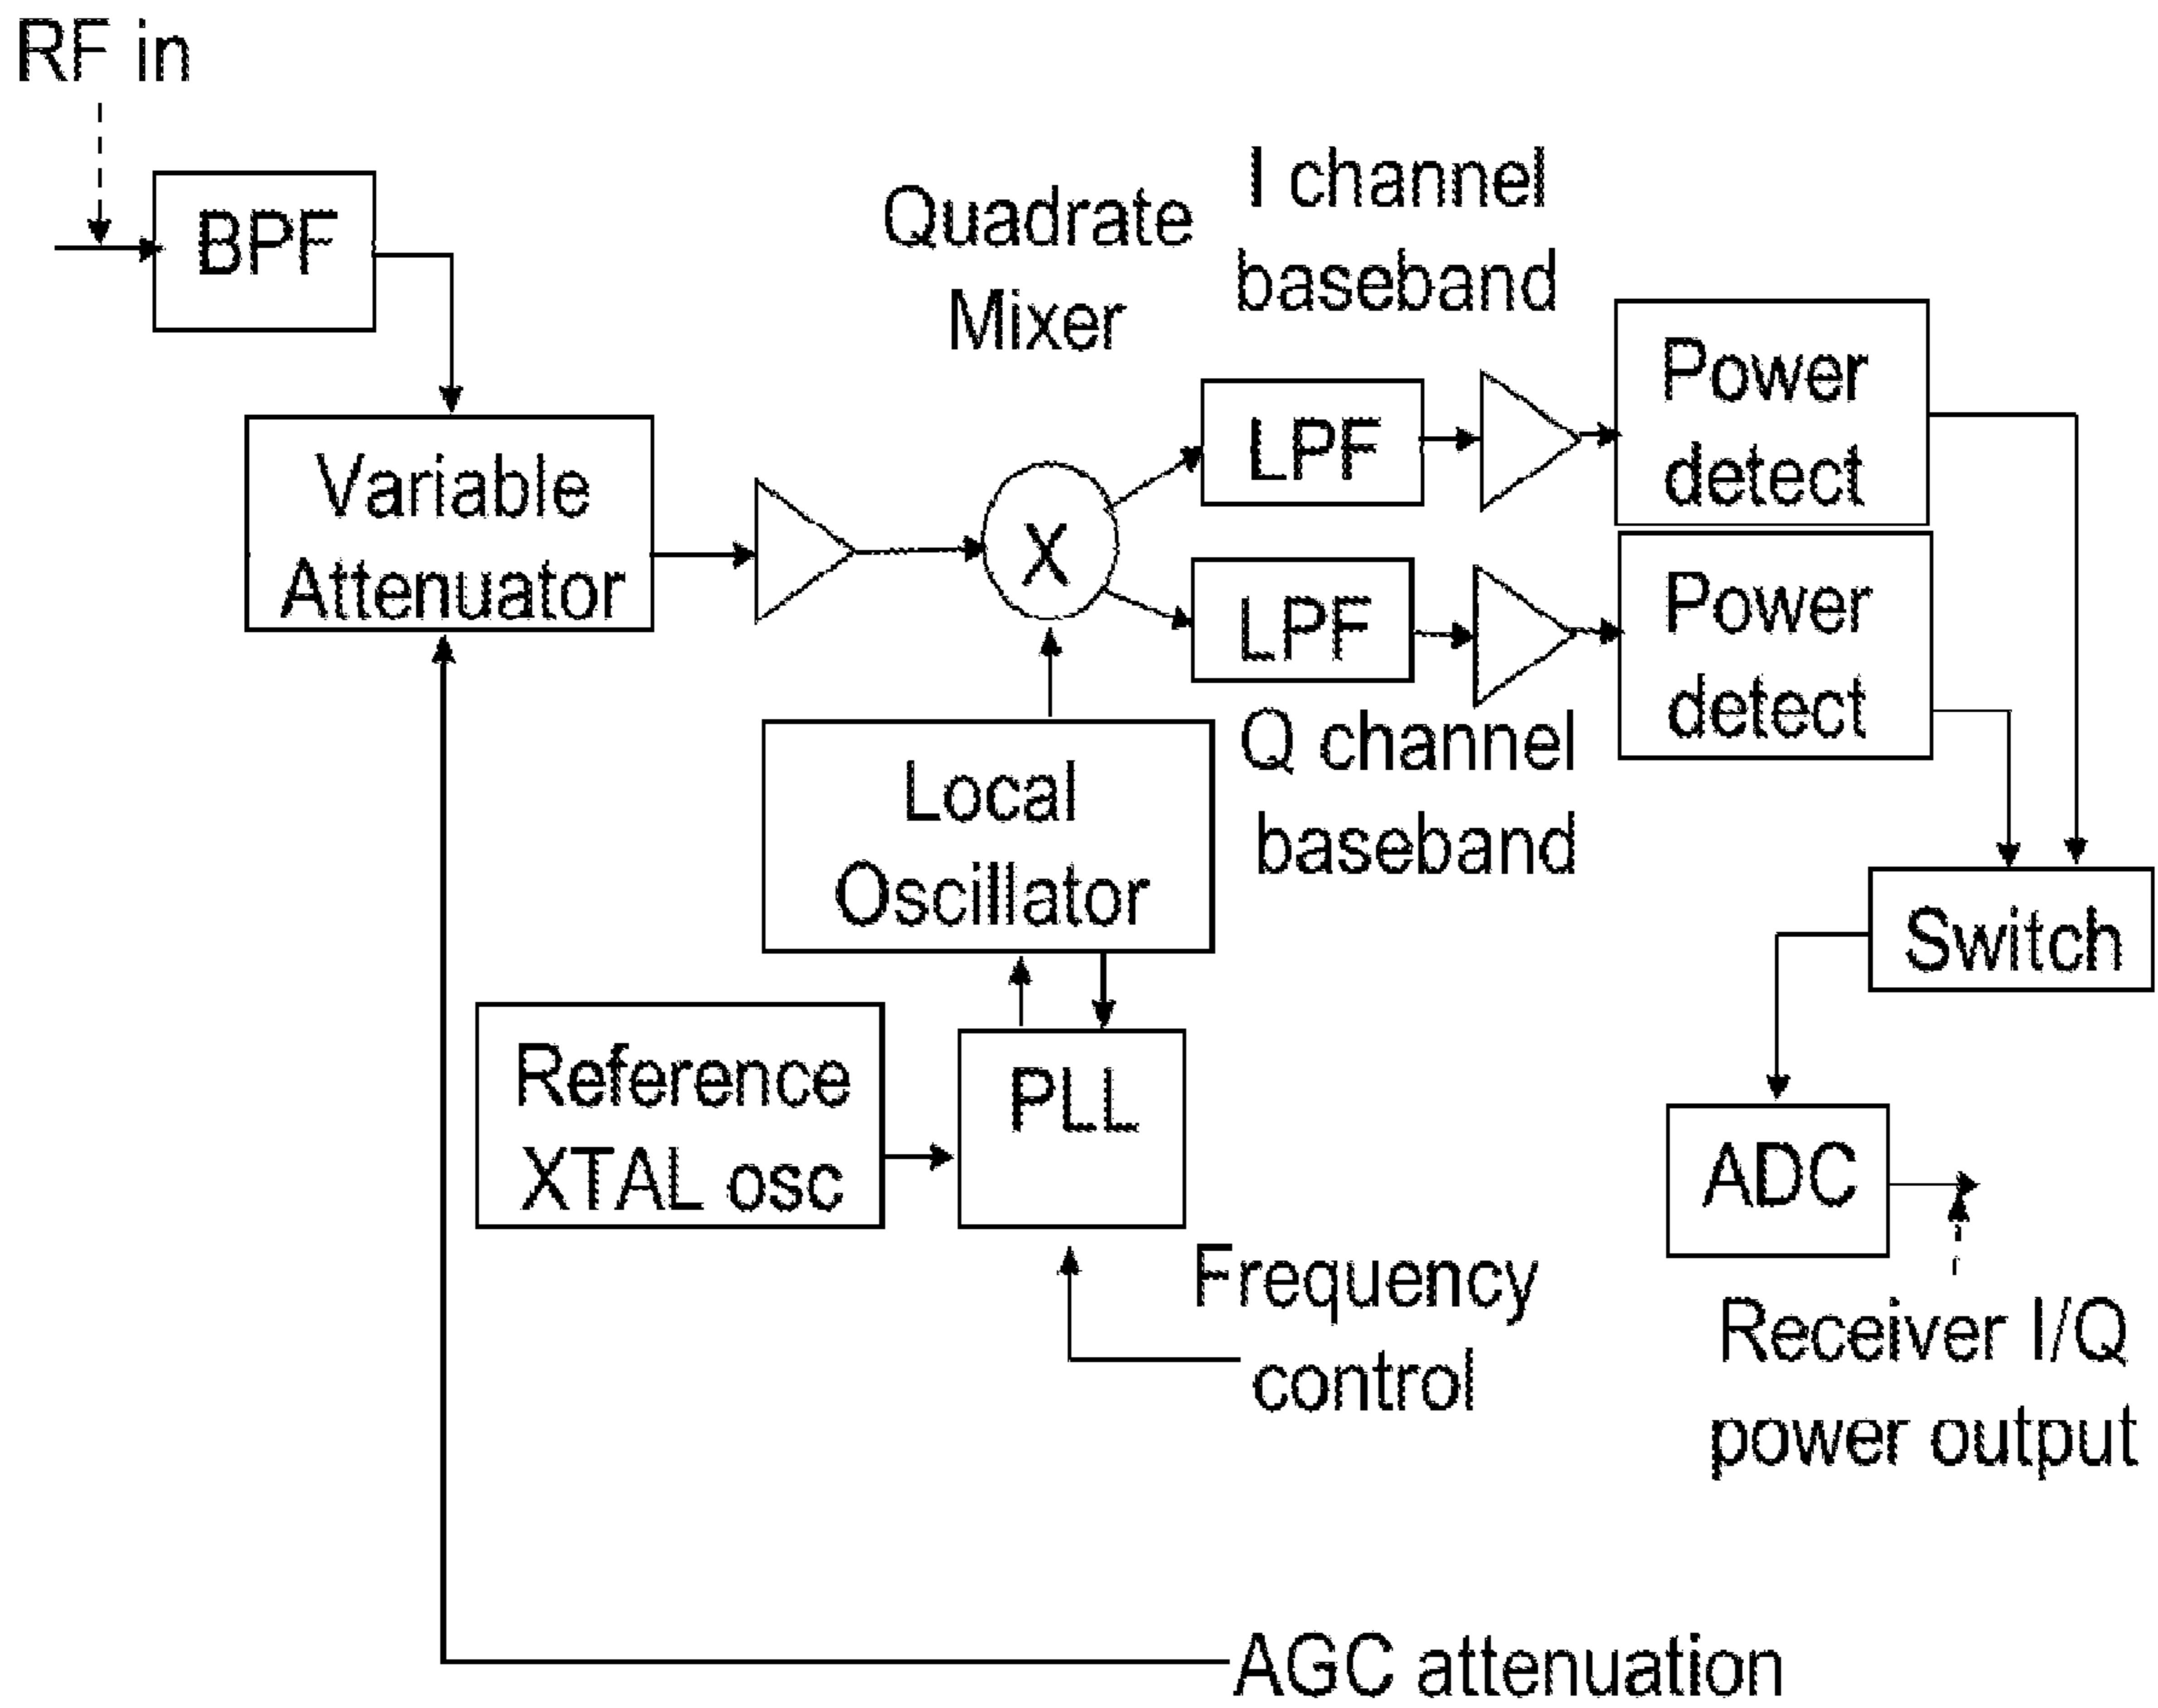 RF in
BPF
Quadrate
Mixer
I channel
baseband
Variable
Attenuator
X
LPF
Power
detect
LPF
Power
detect
Q channel
baseband
Local
Oscillator
Switch
Reference
XTAL osc
PLL
ADC
Frequency
control
Receiver I/Q
power output
AGC attenuation